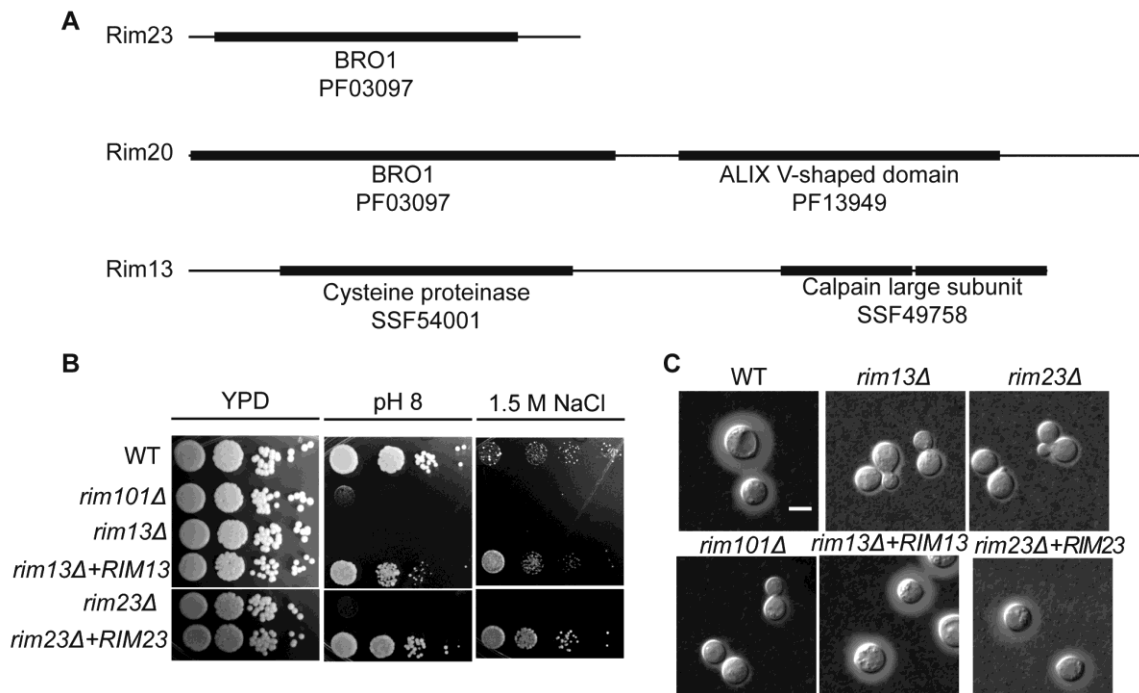 A
Rim23
BRO1
PF03097
Rim20
BRO1
ALIX V-shaped domain
PF03097
PF13949
Rim13
Cysteine proteinase
Calpain large subunit
SSF54001
SSF49758
B
YPD
pH 8
1.5 M NaCl
WT
rim101Δ
rim13Δ
rim13Δ+RIM13
rim23Δ
rim23Δ+RIM23
C
WT
rim13Δ
rim23Δ
rim101Δ
rim13Δ+RIM13
rim23Δ+RIM23